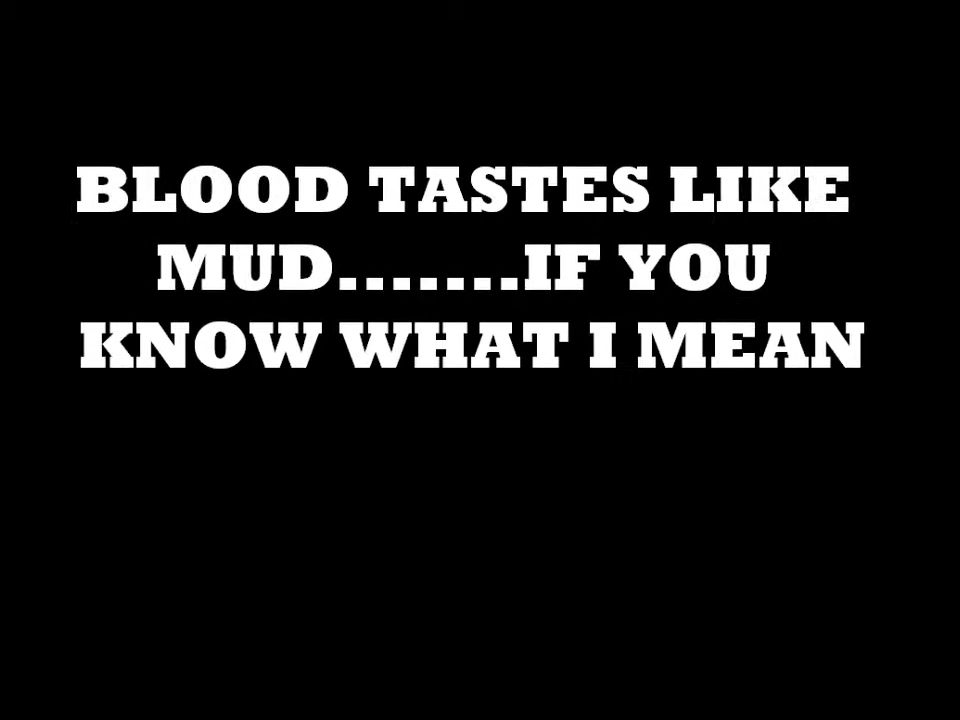 BLOOD TASTES LIKE
MUD.......IF YOU
KNOW WHAT I MEAN